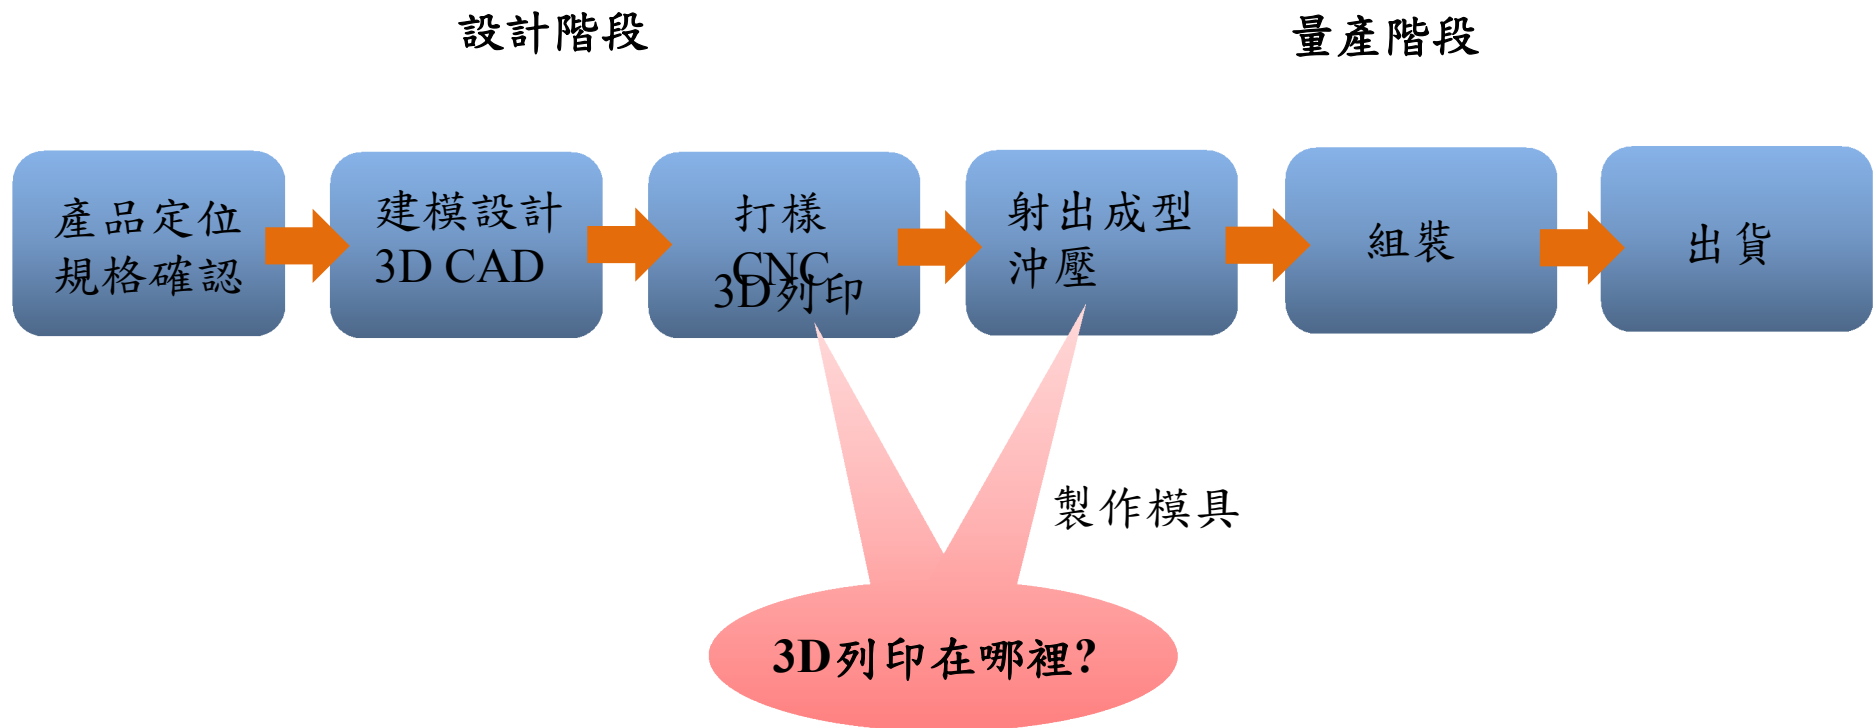 設計階段
量產階段
產品定位
規格確認
建模設計
3D CAD
打樣
CNC
3D列印
射出成型
沖壓
組裝
出貨
製作模具
3D列印在哪裡?